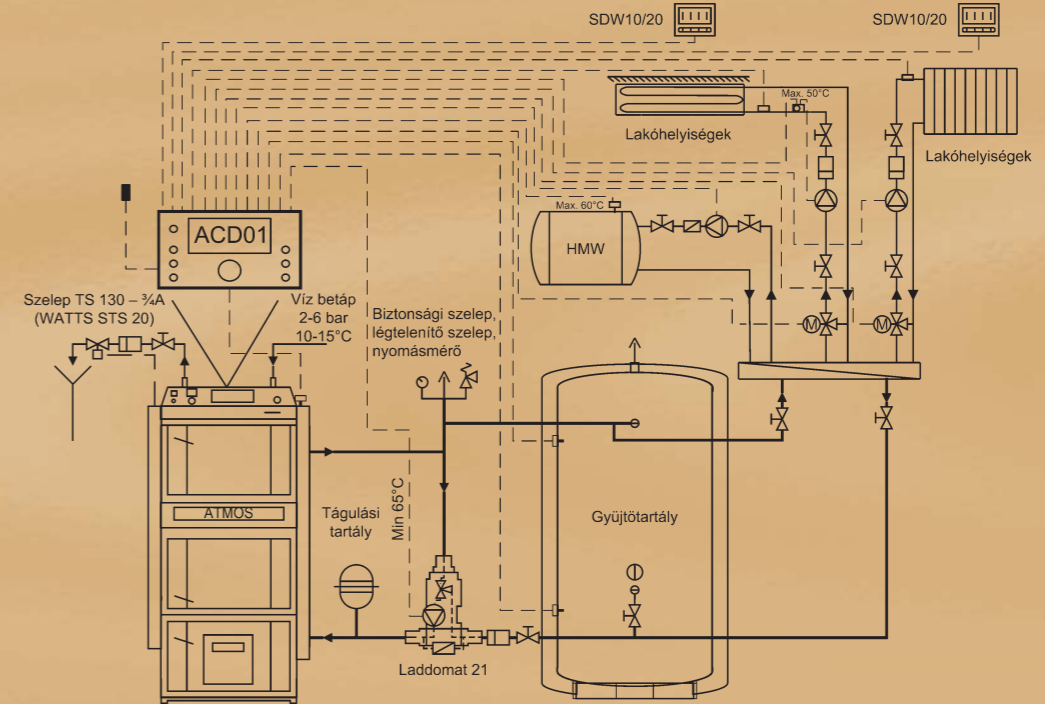 SDW10/20
SDW10/20
Max. 50°C
Lakóhelyiségek
Lakóhelyiségek
Max. 60°C
HMW
ACD01
Szelep TS 130 – ¾A
(WATTS STS 20)
Víz betáp
2-6 bar
10-15°C
Biztonsági szelep,
légtelenítő szelep,
nyomásmérő
M
M
ATMOS
Tágulási
tartály
Min 65°C
Gyüjtötartály
Laddomat 21